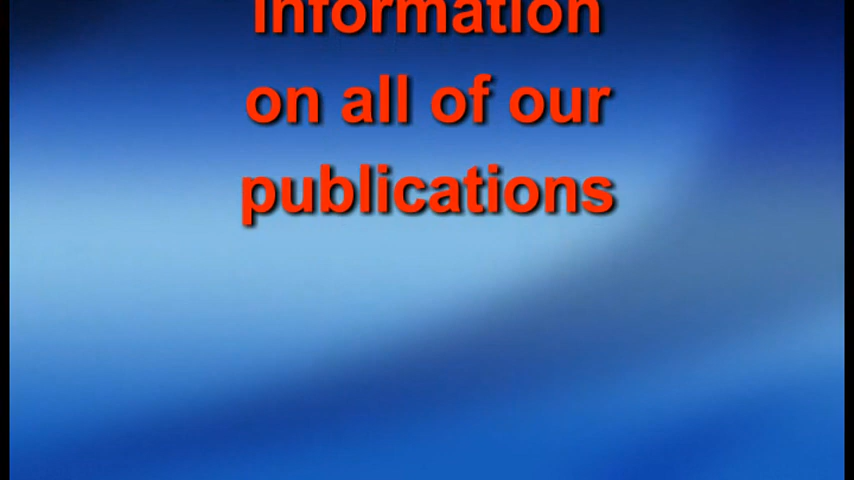 information
on all of our
publications